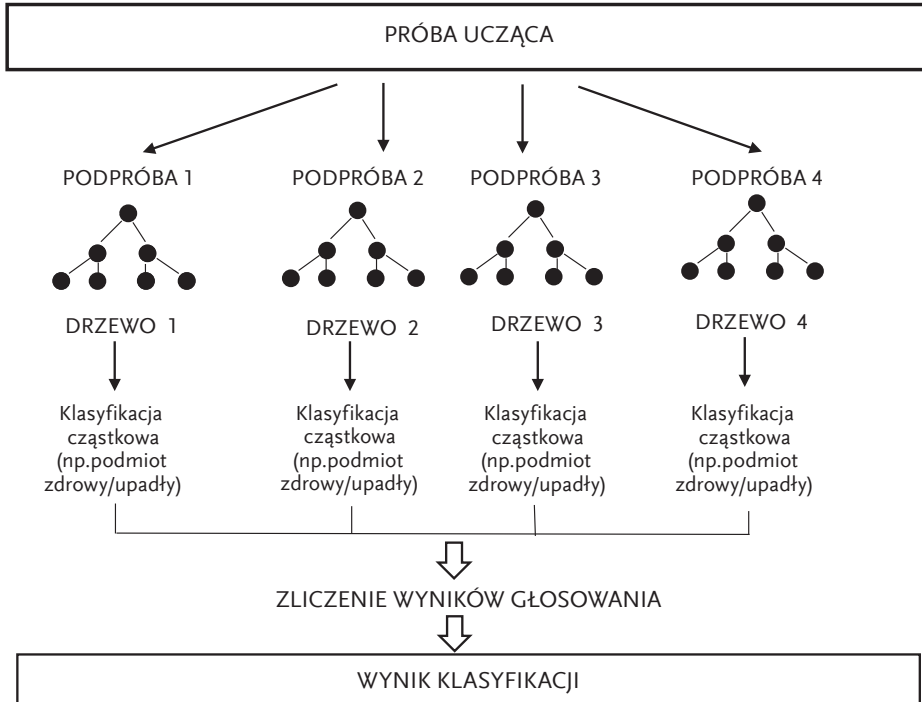 PRÓBA UCZĄCA
PODPRÓBA 1
PODPRÓBA 2
PODPRÓBA 3
PODPRÓBA 4
DRZEWO 1
DRZEWO 2
DRZEWO 3
DRZEWO 4
Klasyfikacja
cząstkowa
(np.podmiot
zdrowy/upadły)
Klasyfikacja
cząstkowa
(np.podmiot
zdrowy/upadły)
Klasyfikacja
cząstkowa
(np.podmiot
zdrowy/upadły)
Klasyfikacja
cząstkowa
(np.podmiot
zdrowy/upadły)
ZLICZENIE WYNIKÓW GŁOSOWANIA
WYNIK KLASYFIKACJI